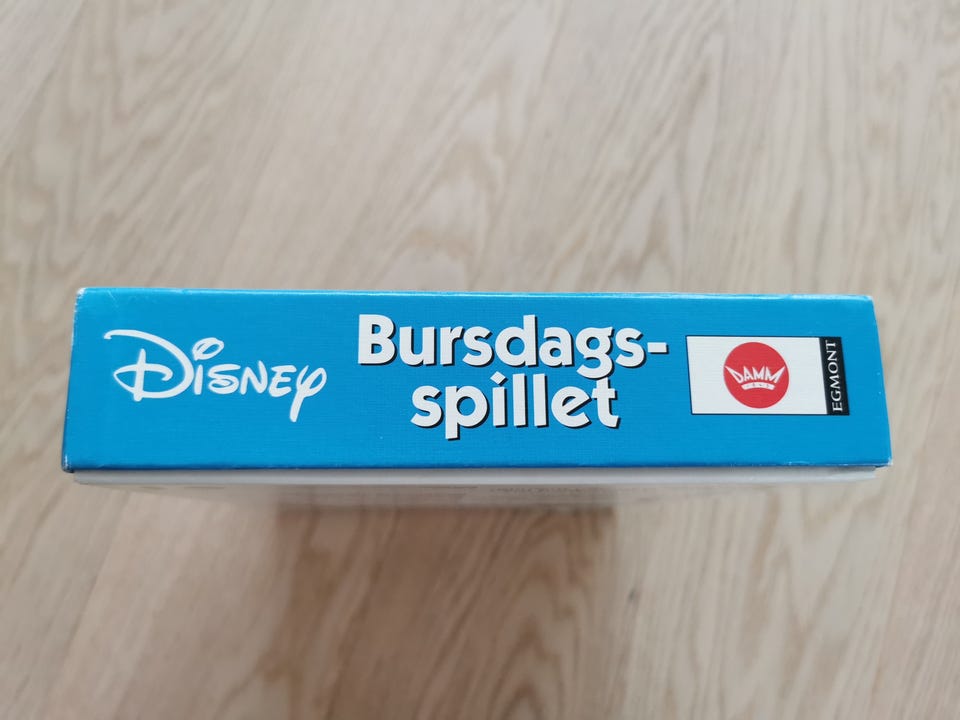 Disney
Bursdags-
spillet
DAMM
EGMONT